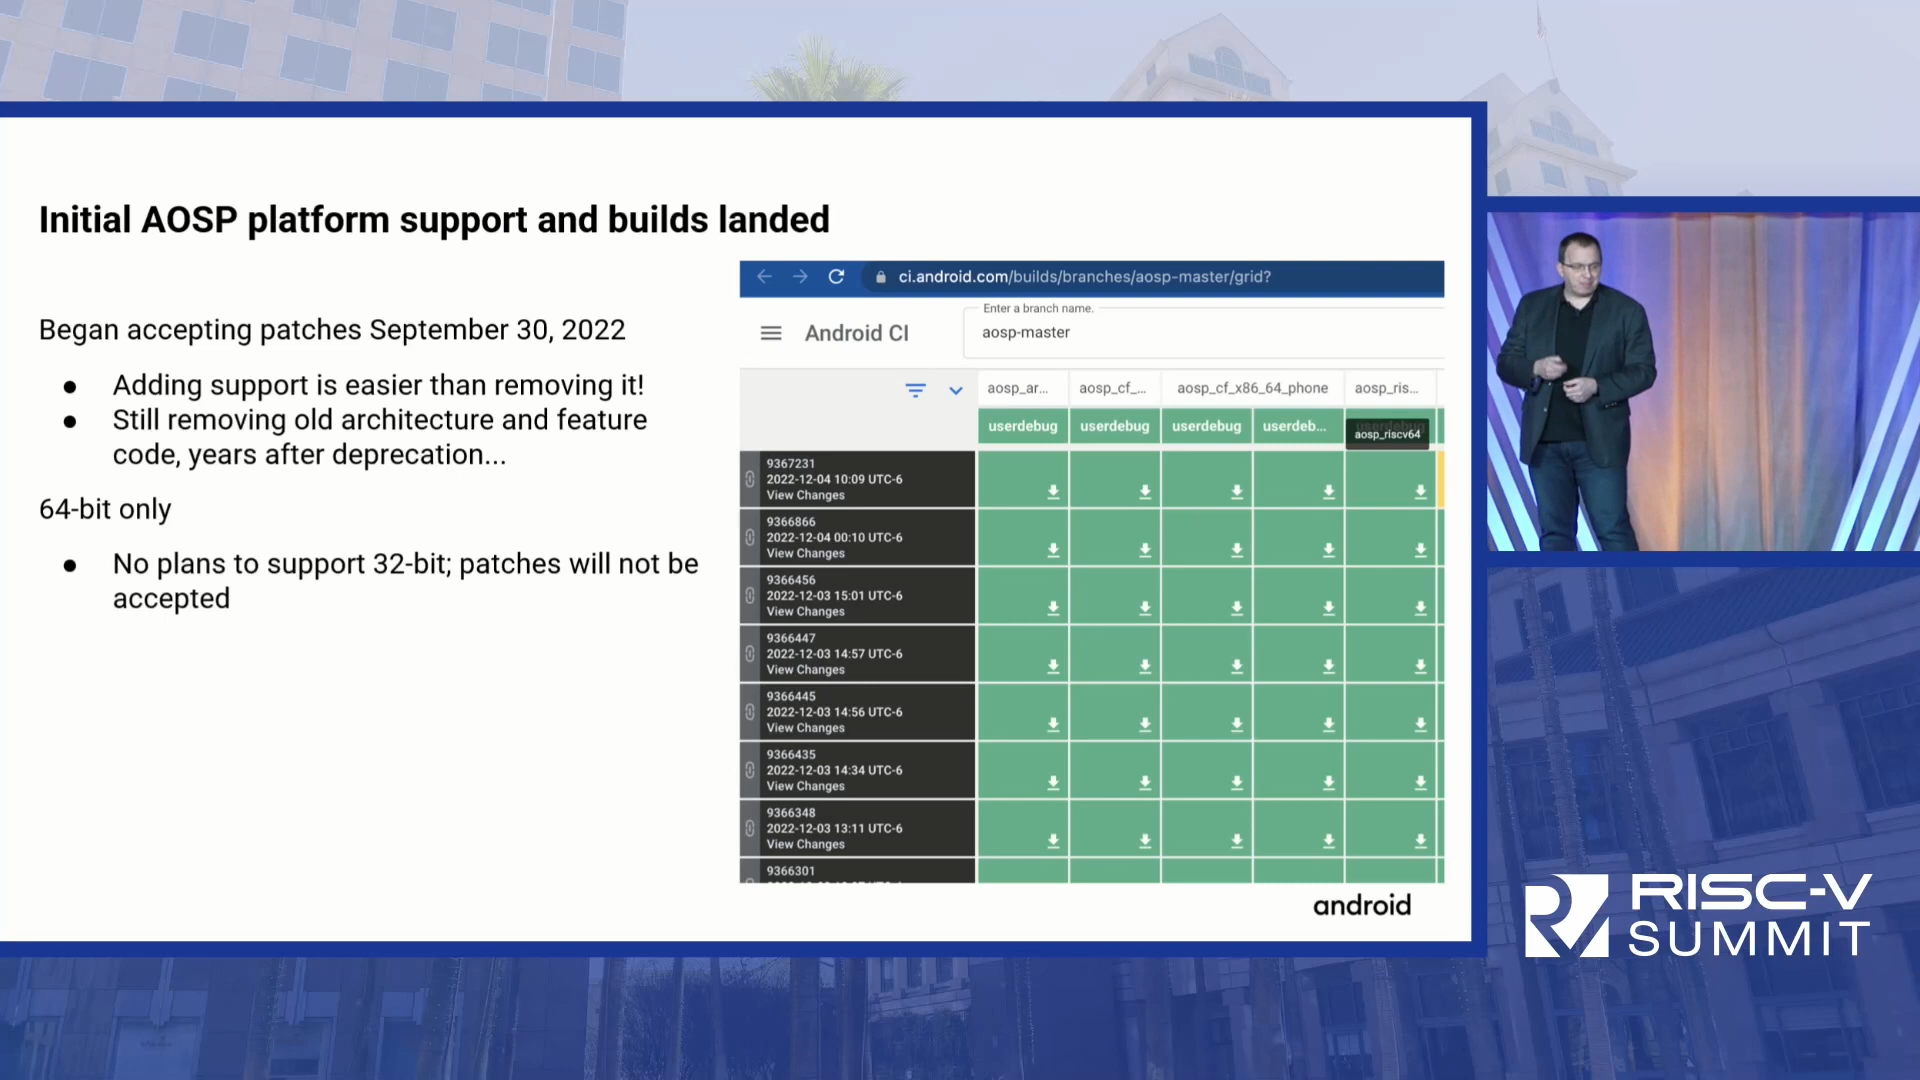 Initial AOSP platform support and builds landed
Began accepting patches September 30, 2022
● Adding support is easier than removing it!
● Still removing old architecture and feature
code, years after deprecation...
64-bit only
● No plans to support 32-bit; patches will not be
accepted
ci.android.com/builds/branches/aosp-master/grid?
Enter a branch name.
Android CI
aosp-master
aosp_ar... aosp_cf_... aosp_cf_x86_64_phone aosp_ris...
userdebug userdebug userdebug userdeb... userdebug
aosp_riscv64
9367231
2022-12-04 10:09 UTC-6
View Changes
9366866
2022-12-04 00:10 UTC-6
View Changes
9366456
2022-12-03 15:01 UTC-6
View Changes
9366447
2022-12-03 14:57 UTC-6
View Changes
9366445
2022-12-03 14:56 UTC-6
View Changes
9366435
2022-12-03 14:34 UTC-6
View Changes
9366348
2022-12-03 13:11 UTC-6
View Changes
9366301
android
RISC-V
SUMMIT